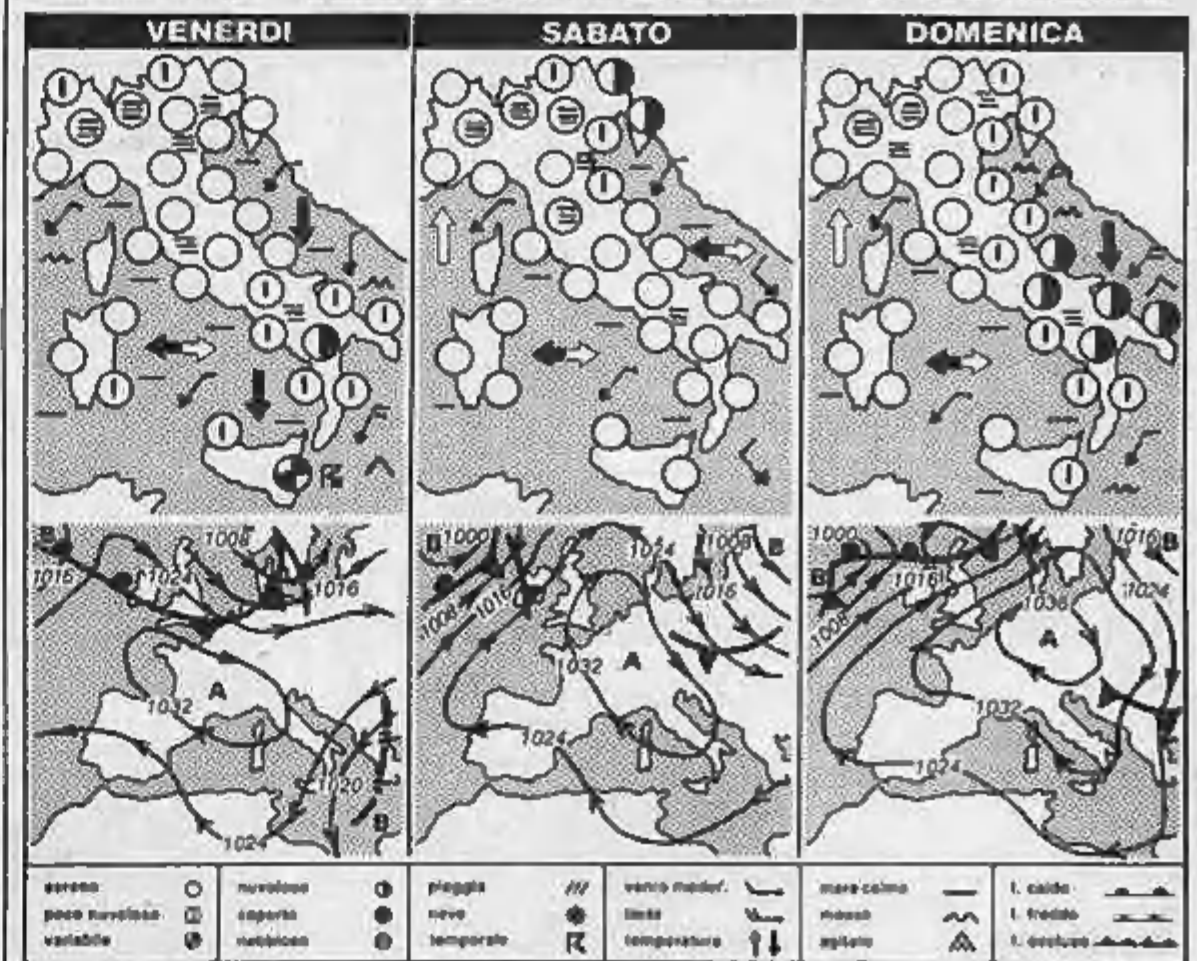 VENERDI
SABATO
DOMENICA
B
1008
1016
1024
1016
A
1032
1020
1024
B
B
1000
1024
1008
B
1008
1016
1016
1032
A
1024
1000
1016
B
B
1016
1008
1036
1024
A
1032
1024
sereno
poco nuvoloso
variabile
nuvoloso
coperto
nebbioso
pioggia
neve
temporale
vento moder.
forte
temperatura
mare calmo
mosso
agitato
f. caldo
f. freddo
f. occluso